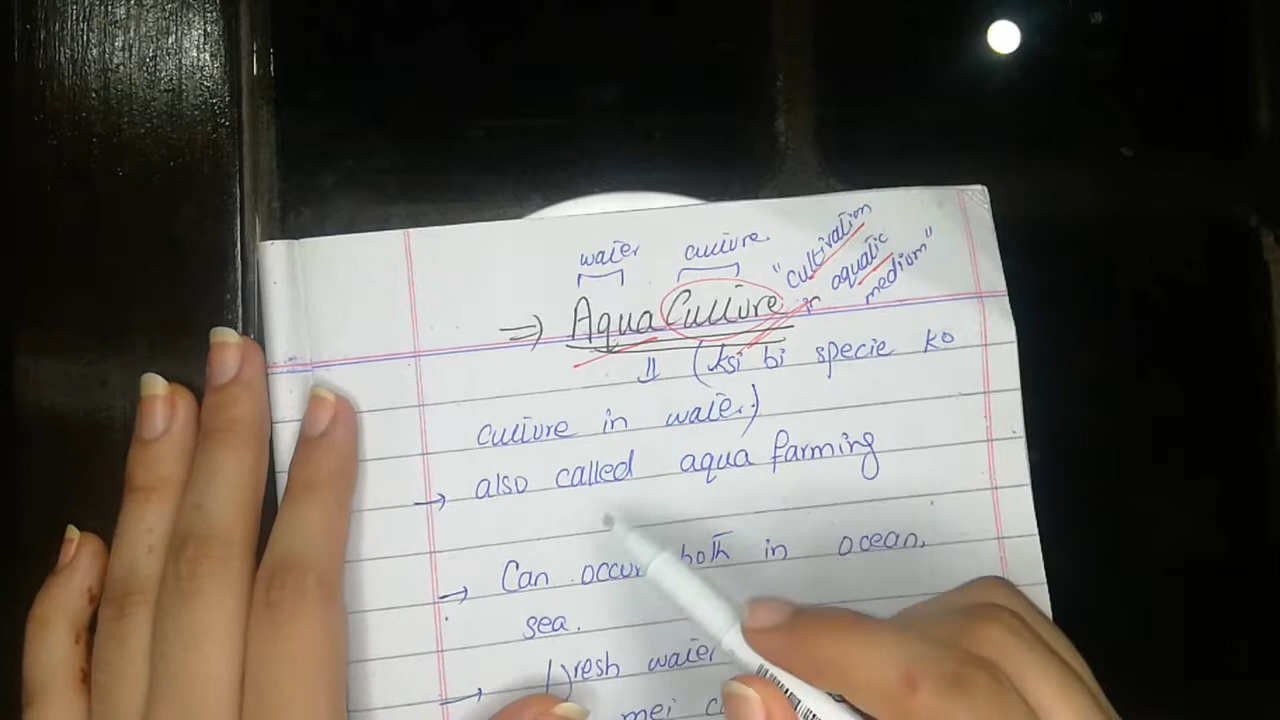 water culture
"cultivation
in aquatic
medium"
⇒ AquaCulture
(ksi bi specie ko
culture in water.)
→ also called aqua farming
→ Can occur both in ocean,
sea.
→ fresh water
mei